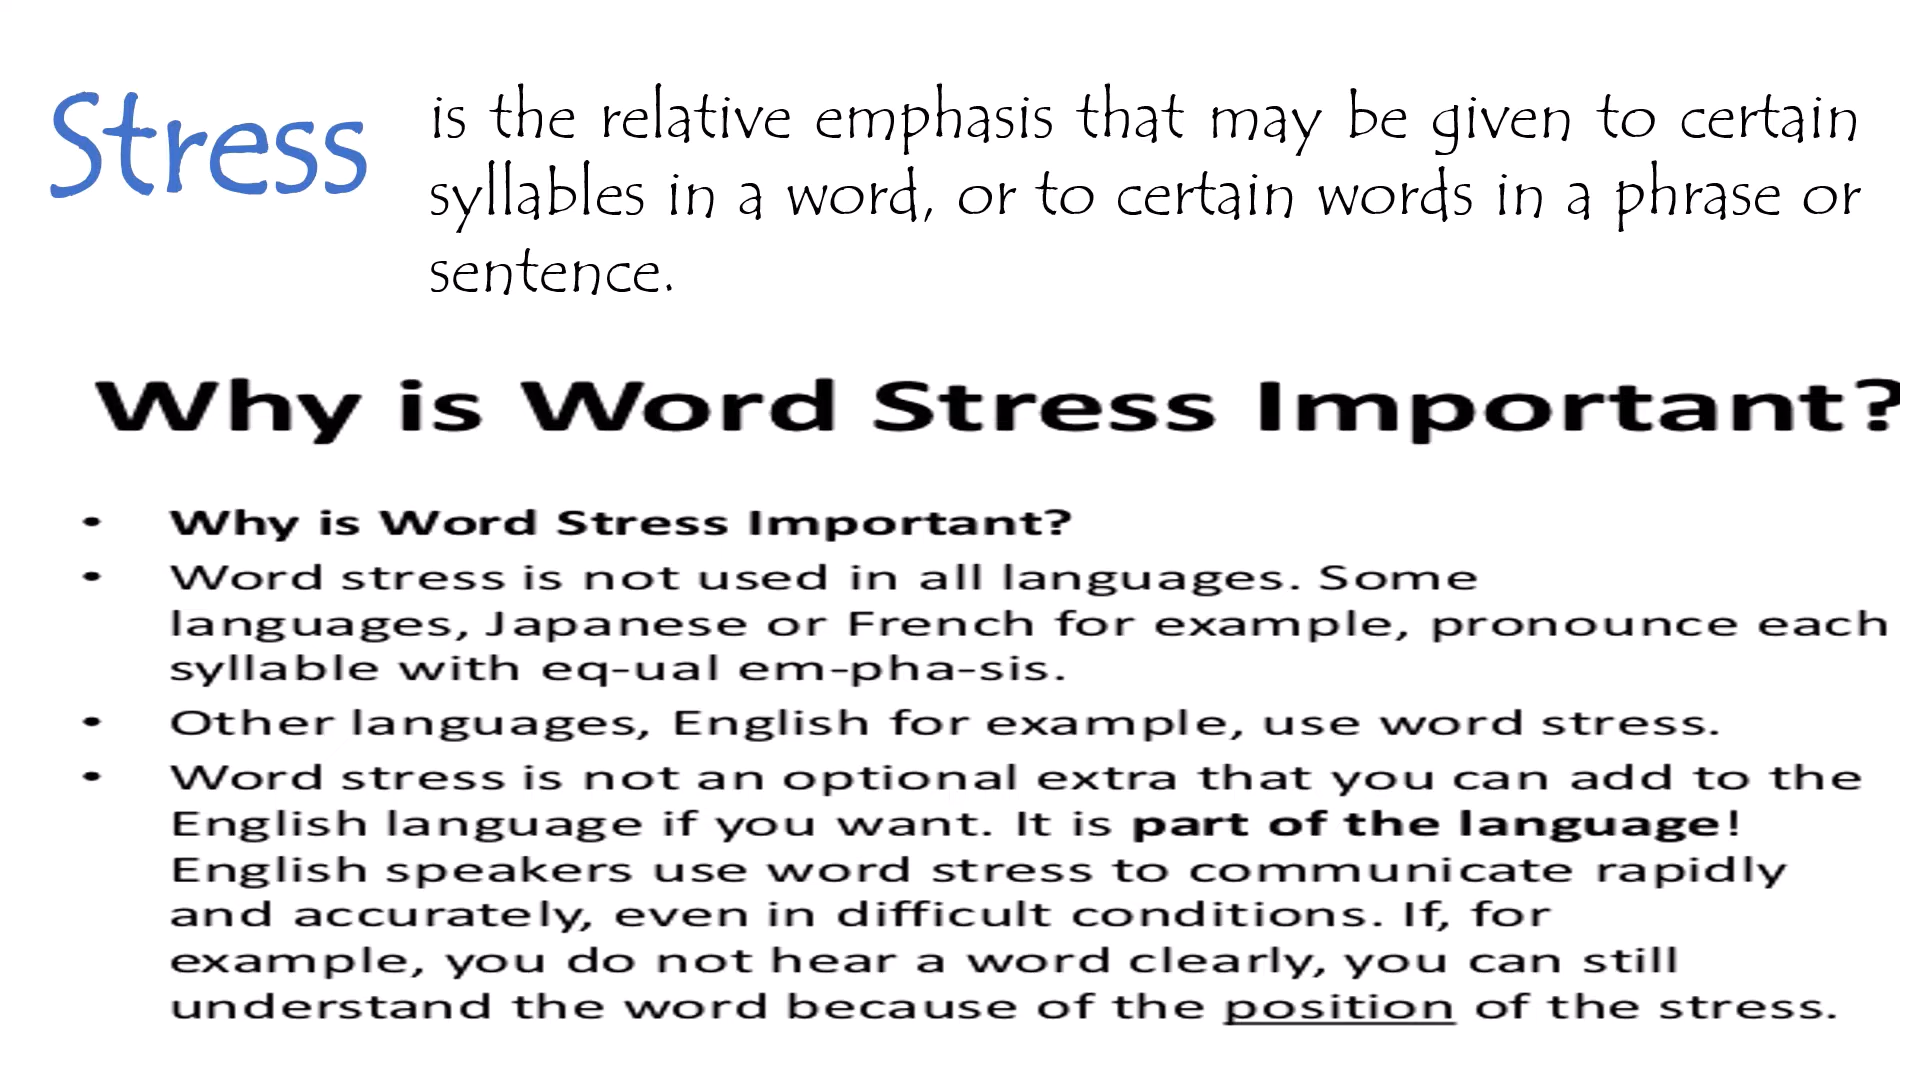 Stress
is the relative emphasis that may be given to certain
syllables in a word, or to certain words in a phrase or
sentence.
Why is Word Stress Important?
• Why is Word Stress Important?
• Word stress is not used in all languages. Some
languages, Japanese or French for example, pronounce each
syllable with eq-ual em-pha-sis.
• Other languages, English for example, use word stress.
• Word stress is not an optional extra that you can add to the
English language if you want. It is part of the language!
English speakers use word stress to communicate rapidly
and accurately, even in difficult conditions. If, for
example, you do not hear a word clearly, you can still
understand the word because of the position of the stress.